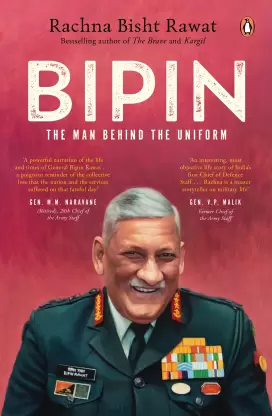 Rachna Bisht Rawat
Bestselling author of The Brave and Kargil
BIPIN
THE MAN BEHIND THE UNIFORM
'A powerful narration of the life
and times of General Bipin Rawat . . .
a poignant reminder of the collective
loss that the nation and the services
suffered on that fateful day'
GEN. M.M. NARAVANE
(Retired), 28th Chief of
the Army Staff
'An interesting, most
objective life story of India's
first Chief of Defence
Staff . . . Rachna is a master
storyteller on military life'
GEN. V.P. MALIK
Former Chief of
the Army Staff
BIPIN RAWAT